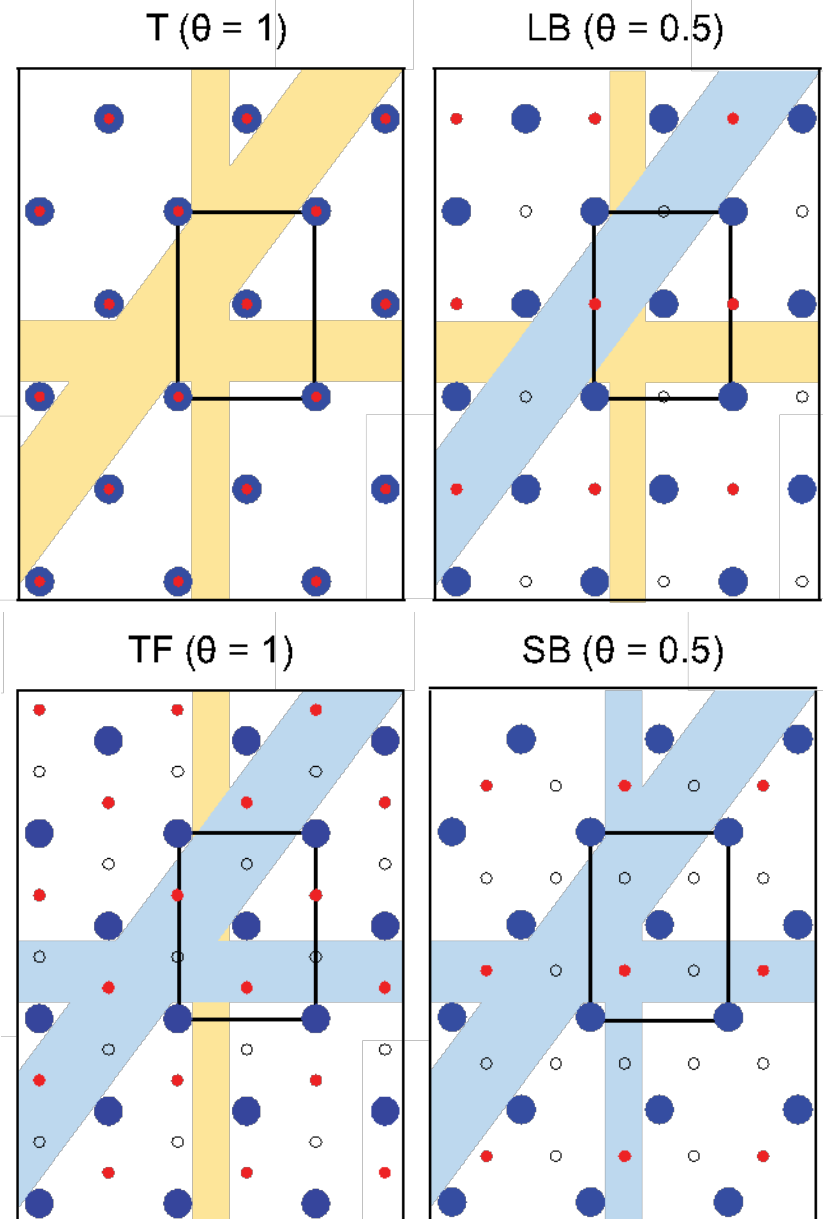 T (θ = 1)
LB (θ = 0.5)
TF (θ = 1)
SB (θ = 0.5)